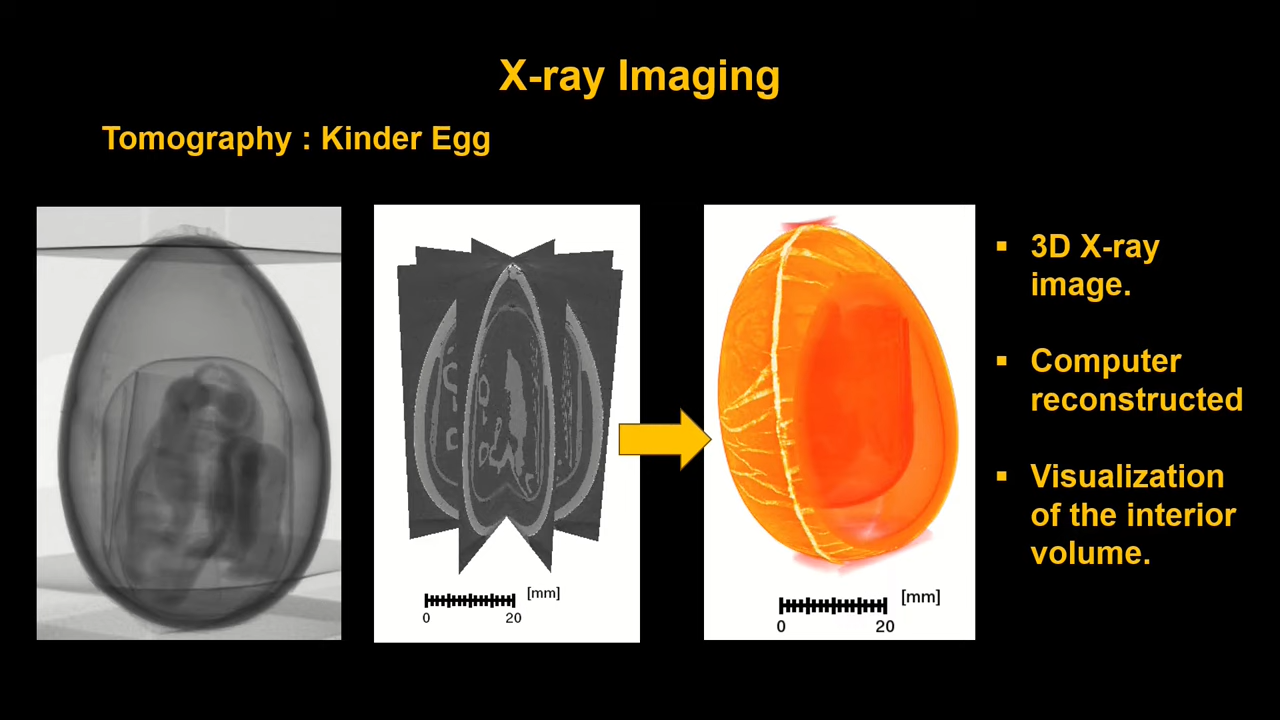 X-ray Imaging
Tomography : Kinder Egg
▪ 3D X-ray
image.
▪ Computer
reconstructed
▪ Visualization
of the interior
volume.
[mm]
0 20
[mm]
0 20